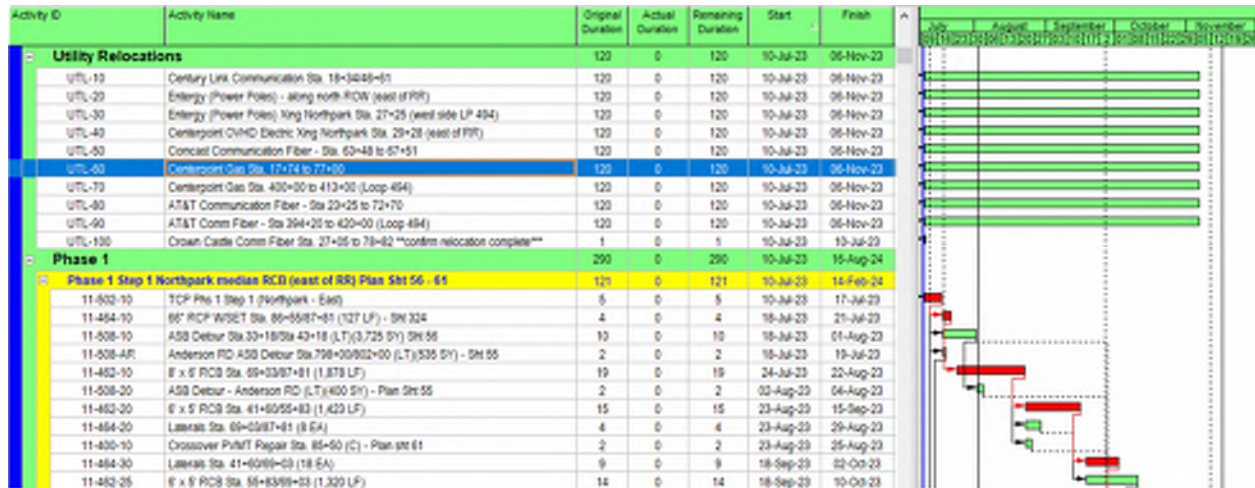 Activity ID Activity Name Original Duration Actual Duration Remaining Duration Start Finish
July August September October November
Utility Relocations 120 0 120 10-Jul-23 06-Nov-23
UTL-10 Century Link Communication Sta. 18+34/46+61 120 0 120 10-Jul-23 06-Nov-23
UTL-20 Entergy (Power Poles) - along north ROW (east of RR) 120 0 120 10-Jul-23 06-Nov-23
UTL-30 Entergy (Power Poles) Xing Northpark Sta. 27+25 (west side LP 494) 120 0 120 10-Jul-23 06-Nov-23
UTL-40 Centerpoint OVHD Electric Xing Northpark Sta. 29+28 (east of RR) 120 0 120 10-Jul-23 06-Nov-23
UTL-50 Comcast Communication Fiber - Sta. 63+48 to 67+51 120 0 120 10-Jul-23 06-Nov-23
UTL-60 Centerpoint Gas Sta. 17+74 to 77+00 120 0 120 10-Jul-23 06-Nov-23
UTL-70 Centerpoint Gas Sta. 400+00 to 413+00 (Loop 494) 120 0 120 10-Jul-23 06-Nov-23
UTL-80 AT&T Communication Fiber - Sta 23+25 to 72+70 120 0 120 10-Jul-23 06-Nov-23
UTL-90 AT&T Comm Fiber - Sta 394+20 to 420+00 (Loop 494) 120 0 120 10-Jul-23 06-Nov-23
UTL-100 Crown Castle Comm Fiber Sta. 27+05 to 78+82 **confirm relocation complete*** 1 0 1 10-Jul-23 10-Jul-23
Phase 1 290 0 290 10-Jul-23 16-Aug-24
Phase 1 Step 1 Northpark median RCB (east of RR) Plan Sht 56 - 61 121 0 121 10-Jul-23 14-Feb-24
11-502-10 TCP Phs 1 Step 1 (Northpark - East) 5 0 5 10-Jul-23 17-Jul-23
11-464-10 66" RCP WSET Sta. 86+55/87+81 (127 LF) - Sht 324 4 0 4 18-Jul-23 21-Jul-23
11-508-10 ASB Detour Sta.33+18/Sta 43+18 (LT)(3,725 SY) Sht 56 10 0 10 18-Jul-23 01-Aug-23
11-508-AR Anderson RD ASB Detour Sta.798+00/802+00 (LT)(535 SY) - Sht 55 2 0 2 18-Jul-23 19-Jul-23
11-462-10 8' x 6' RCB Sta. 69+03/87+81 (1,878 LF) 19 0 19 24-Jul-23 22-Aug-23
11-508-20 ASB Detour - Anderson RD (LT)(400 SY) - Plan Sht 55 2 0 2 02-Aug-23 04-Aug-23
11-462-20 6' x 5' RCB Sta. 41+60/55+83 (1,423 LF) 15 0 15 23-Aug-23 15-Sep-23
11-464-20 Laterals Sta. 69+03/87+81 (8 EA) 4 0 4 23-Aug-23 29-Aug-23
11-400-10 Crossover PVMT Repair Sta. 85+50 (C) - Plan sht 61 2 0 2 23-Aug-23 25-Aug-23
11-464-30 Laterals Sta. 41+60/69+03 (18 EA) 9 0 9 18-Sep-23 02-Oct-23
11-462-25 6' x 5' RCB Sta. 55+83/69+03 (1,320 LF) 14 0 14 18-Sep-23 10-Oct-23